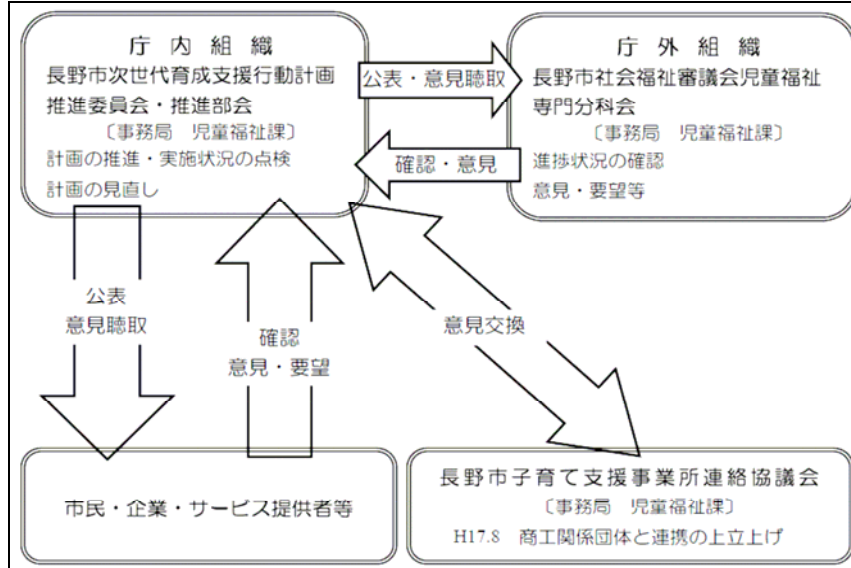 庁内組織
長野市次世代育成支援行動計画
推進委員会・推進部会
〔事務局　児童福祉課〕
計画の推進・実施状況の点検
計画の見直し
公表・意見聴取
確認・意見
庁外組織
長野市社会福祉審議会児童福祉
専門分科会
〔事務局　児童福祉課〕
進捗状況の確認
意見・要望等
公表
意見聴取
確認
意見・要望
意見交換
市民・企業・サービス提供者等
長野市子育て支援事業所連絡協議会
〔事務局　児童福祉課〕
H17.8　商工関係団体と連携の上立上げ